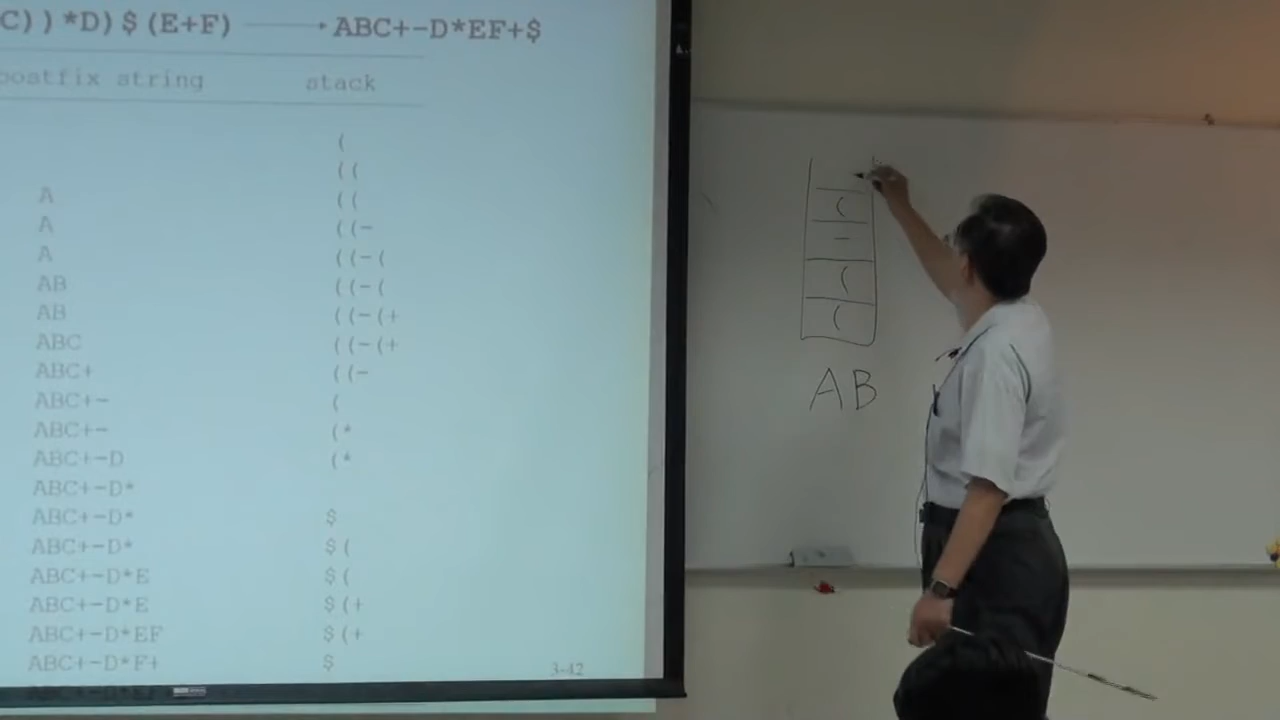 C))*D)$(E+F) → ABC+-D*EF+$
postfix string stack
(
((
A ((
A ((-
A ((-(
AB ((-(
AB ((-(+
ABC ((-(+
ABC+ ((-
ABC+- (
ABC+- (*
ABC+-D (*
ABC+-D*
ABC+-D* $
ABC+-D* $(
ABC+-D*E $(
ABC+-D*E $(+
ABC+-D*EF $(+
ABC+-D*F+ $
3-42
(
-
(
(
AB